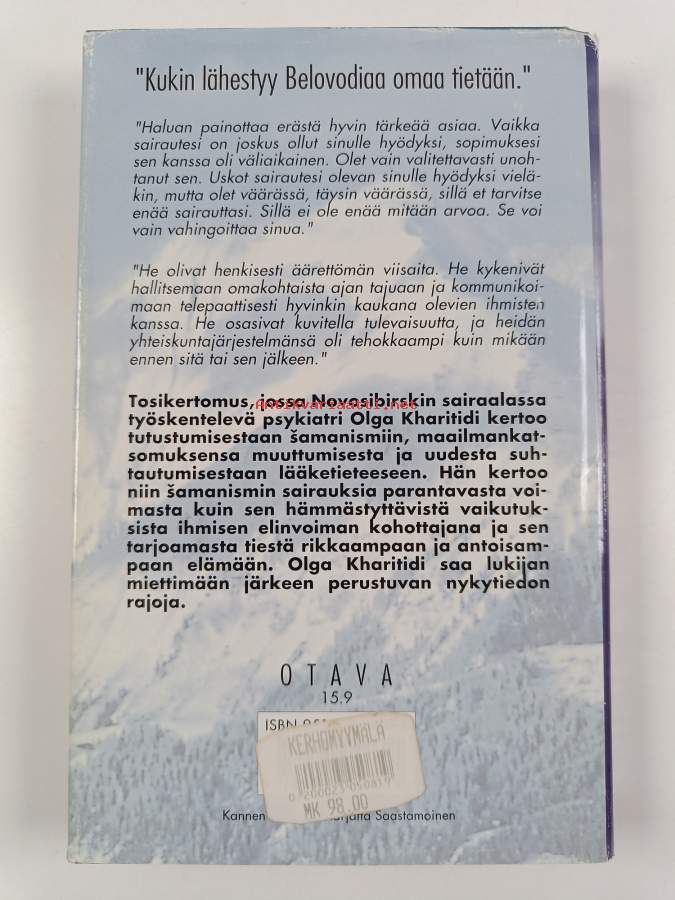 "Kukin lähestyy Belovodiaa omaa tietään."
"Haluan painottaa erästä hyvin tärkeää asiaa. Vaikka
sairautesi on joskus ollut sinulle hyödyksi, sopimuksesi
sen kanssa oli väliaikainen. Olet vain valitettavasti unoh-
tanut sen. Uskot sairautesi olevan sinulle hyödyksi vielä-
kin, mutta olet väärässä, täysin väärässä, sillä et tarvitse
enää sairauttasi. Sillä ei ole enää mitään arvoa. Se voi
vain vahingoittaa sinua."
"He olivat henkisesti äärettömän viisaita. He kykenivät
hallitsemaan omakohtaista ajan tajuaan ja kommunikoi-
maan telepaattisesti hyvinkin kaukana olevien ihmisten
kanssa. He osasivat kuvitella tulevaisuutta, ja heidän
yhteiskuntajärjestelmänsä oli tehokkaampi kuin mikään
ennen sitä tai sen jälkeen."
Tosikertomus, jossa Novosibirskin sairaalassa
Antikvariaatti.net
työskentelevä psykiatri Olga Kharitidi kertoo
tutustumisestaan šamanismiin, maailmankat-
somuksensa muuttumisesta ja uudesta suh-
tautumisestaan lääketieteeseen. Hän kertoo
niin šamanismin sairauksia parantavasta voi-
masta kuin sen hämmästyttävistä vaikutuk-
sista ihmisen elinvoiman kohottajana ja sen
tarjoamasta tiestä rikkaampaan ja antoisam-
paan elämään. Olga Kharitidi saa lukijan
miettimään järkeen perustuvan nykytiedon
rajoja.
OTAVA
15.9
ISBN
KERHOMYYMÄLÄ
MK 98.00
Kannen Saastamoinen